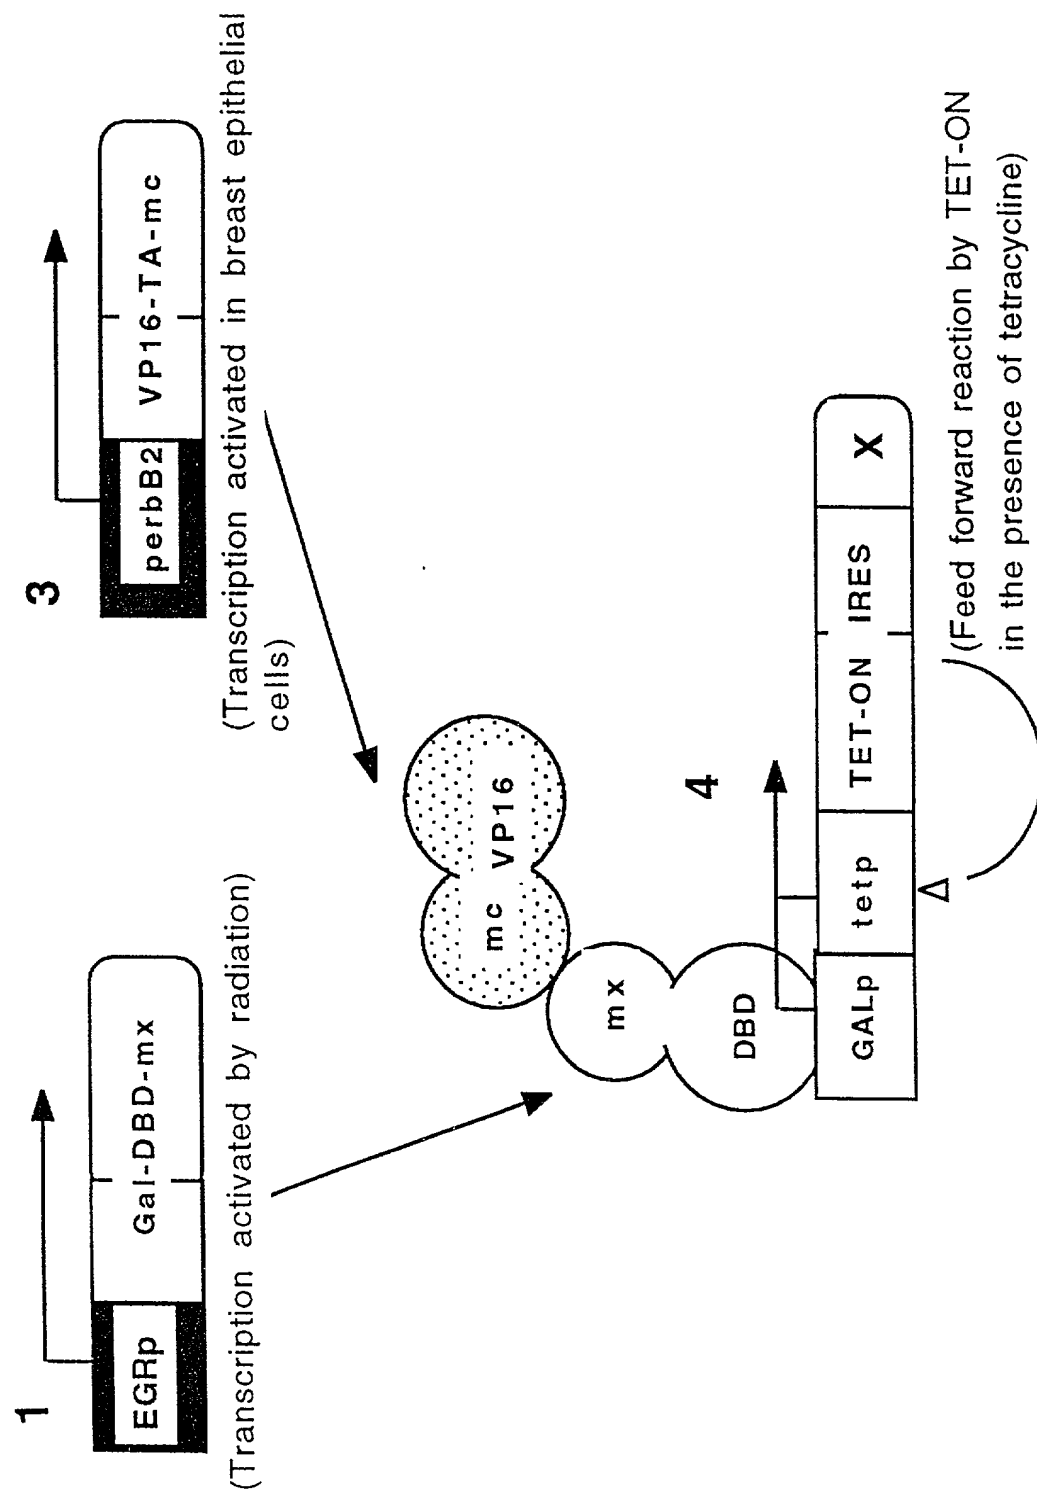 1
EGRp
Gal-DBD-mx
(Transcription activated by radiation)
3
perbB2
VP16-TA-mc
(Transcription activated in breast epithelial
cells)
mc
VP16
mx
DBD
4
GALp
tetp
TET-ON
IRES
X
(Feed forward reaction by TET-ON
in the presence of tetracycline)